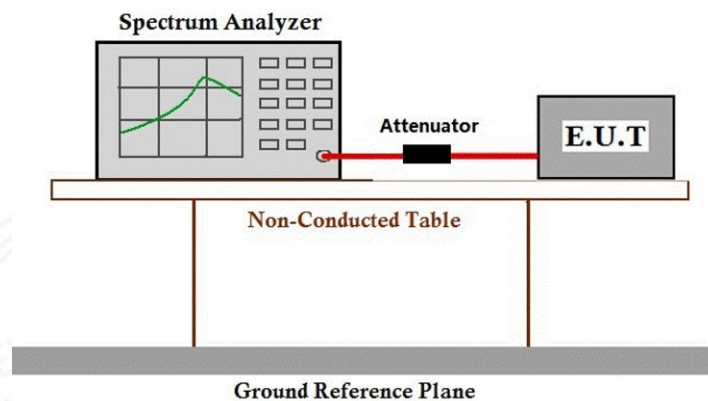 Spectrum Analyzer
Attenuator
E.U.T
Non-Conducted Table
Ground Reference Plane